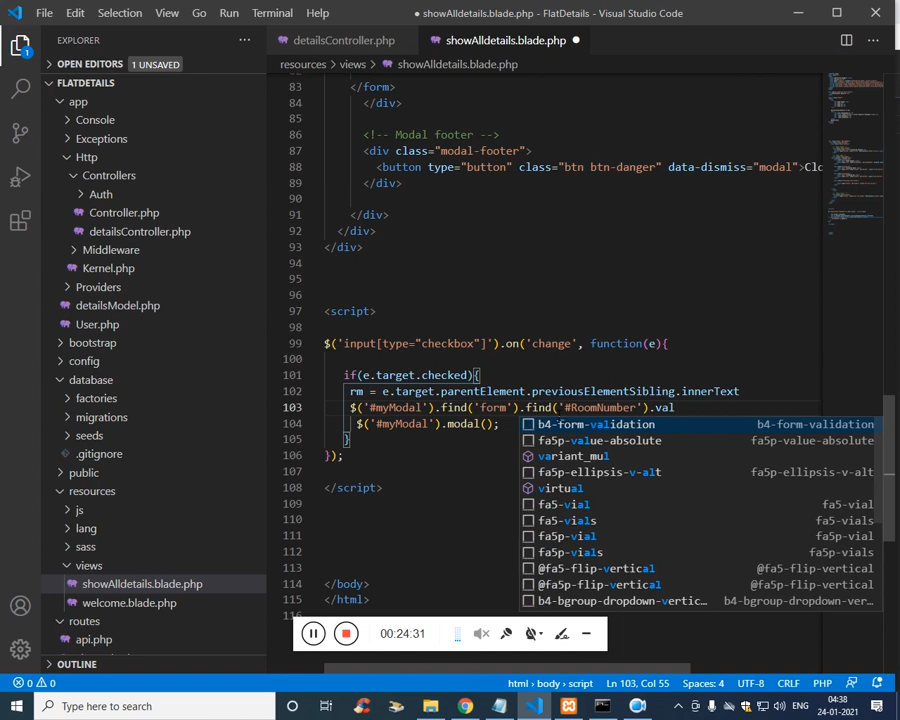 File Edit Selection View Go Run Terminal Help ● showAlldetails.blade.php - FlatDetails - Visual Studio Code
EXPLORER ···
OPEN EDITORS 1 UNSAVED
FLATDETAILS
app
Console
Exceptions
Http
Controllers
Auth
Controller.php
detailsController.php
Middleware
Kernel.php
Providers
detailsModel.php
User.php
bootstrap
config
database
factories
migrations
seeds
.gitignore
public
resources
js
lang
sass
views
showAlldetails.blade.php
welcome.blade.php
routes
api.php
OUTLINE
detailsController.php showAlldetails.blade.php ●
resources > views > showAlldetails.blade.php
83 </form>
84 </div>
85
86 <!-- Modal footer -->
87 <div class="modal-footer">
88 <button type="button" class="btn btn-danger" data-dismiss="modal">Clo
89 </div>
90
91 </div>
92 </div>
93 </div>
94
95
96
97 <script>
98
99 $('input[type="checkbox"]').on('change', function(e){
100
101 if(e.target.checked){
102 rm = e.target.parentElement.previousElementSibling.innerText
103 $('#myModal').find('form').find('#RoomNumber').val
104 $('#myModal').modal();
105 }
106 });
107
108 </script>
109
110
111
112
113
114 </body>
115 </html>
116
b4-form-validation b4-form-validation
fa5p-value-absolute fa5p-value-absolute
variant_mul
fa5p-ellipsis-v-alt fa5p-ellipsis-v-alt
virtual
fa5-vial fa5-vial
fa5-vials fa5-vials
fa5p-vial fa5p-vial
fa5p-vials fa5p-vials
@fa5-flip-vertical @fa5-flip-vertical
@fa5p-flip-vertical @fa5p-flip-vertical
b4-bgroup-dropdown-vertic... b4-bgroup-dropdown-ver...
00:24:31
0 0 html > body > script Ln 103, Col 55 Spaces: 4 UTF-8 CRLF PHP
Type here to search 04:38
24-01-2021
1